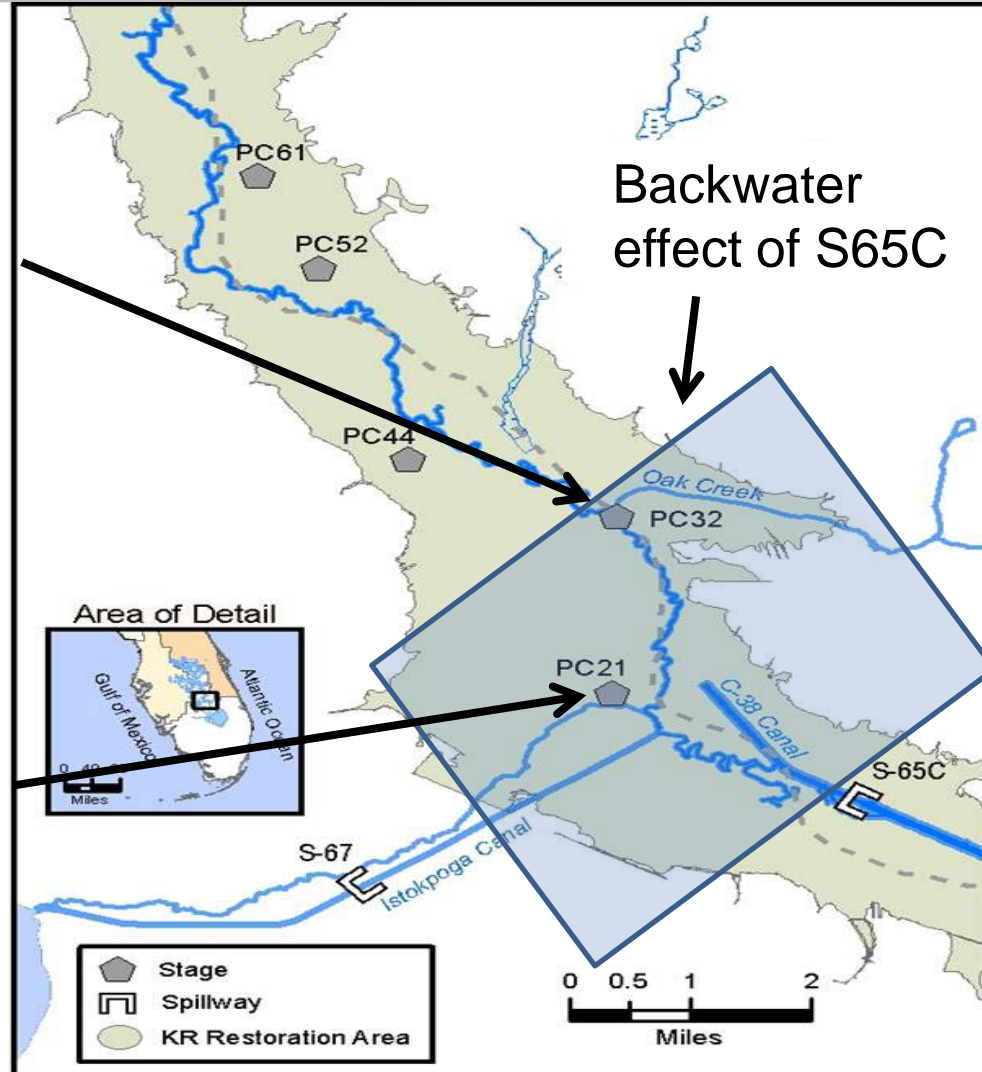 PC61
PC52
Backwater
effect of S65C
PC44
Oak Creek
PC32
Area of Detail
Gulf of Mexico
Atlantic Ocean
PC21
C-38 Canal
Miles
S-65C
S-67
Istokpoga Canal
Stage
Spillway
KR Restoration Area
0 0.5 1 2
Miles